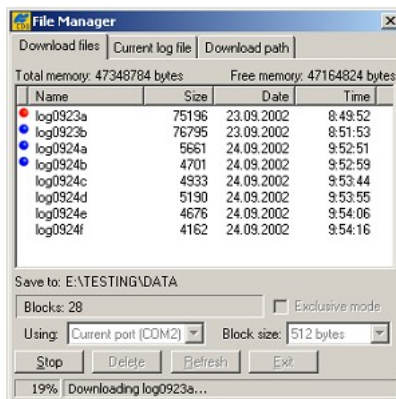 File Manager
Download files Current log file Download path
Total memory: 47348784 bytes Free memory: 47164824 bytes
Name Size Date Time
log0923a 75196 23.09.2002 8:49:52
log0923b 76795 23.09.2002 8:51:53
log0924a 5661 24.09.2002 9:52:51
log0924b 4701 24.09.2002 9:52:59
log0924c 4933 24.09.2002 9:53:44
log0924d 5190 24.09.2002 9:53:55
log0924e 4676 24.09.2002 9:54:06
log0924f 4162 24.09.2002 9:54:16
Save to: E:\TESTING\DATA
Blocks: 28 Exclusive mode
Using: Current port (COM2) Block size: 512 bytes
Stop Delete Refresh Exit
19% Downloading log0923a...